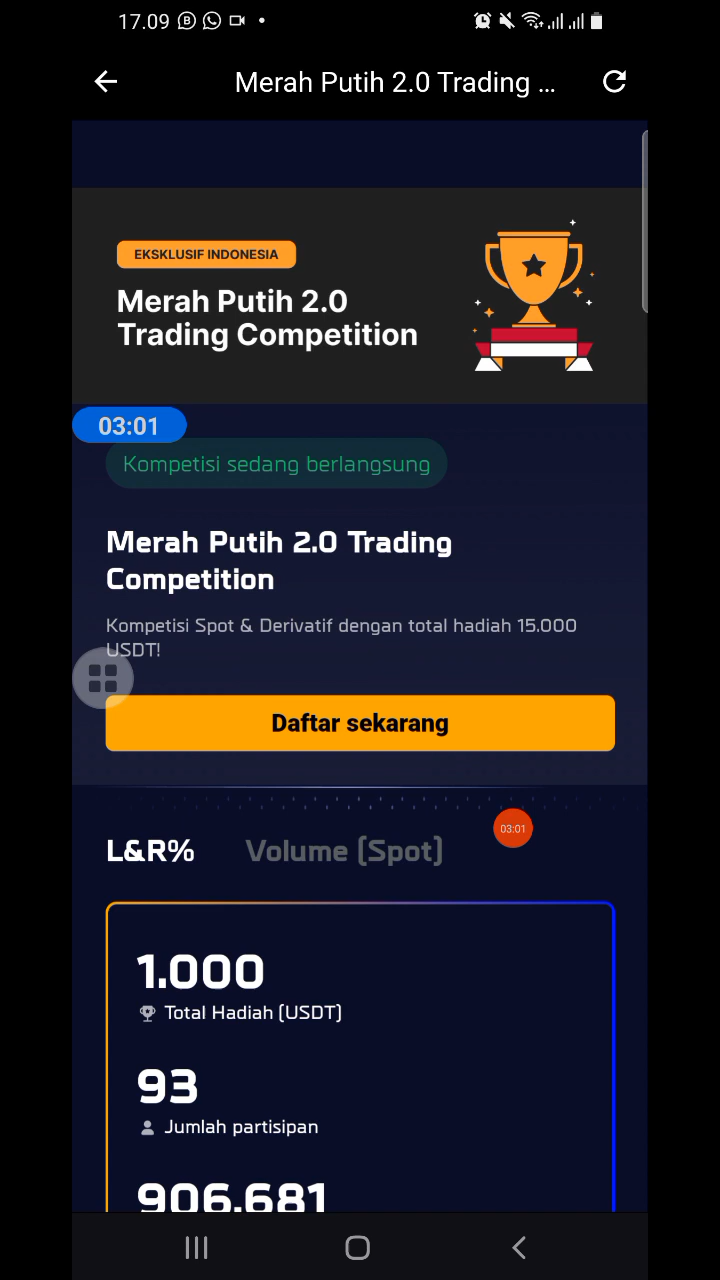 17.09
Merah Putih 2.0 Trading ...
EKSKLUSIF INDONESIA
Merah Putih 2.0
Trading Competition
03:01
Kompetisi sedang berlangsung
Merah Putih 2.0 Trading
Competition
Kompetisi Spot & Derivatif dengan total hadiah 15.000
USDT!
Daftar sekarang
03:01
L&R% Volume (Spot)
1.000
Total Hadiah (USDT)
93
Jumlah partisipan
906.681